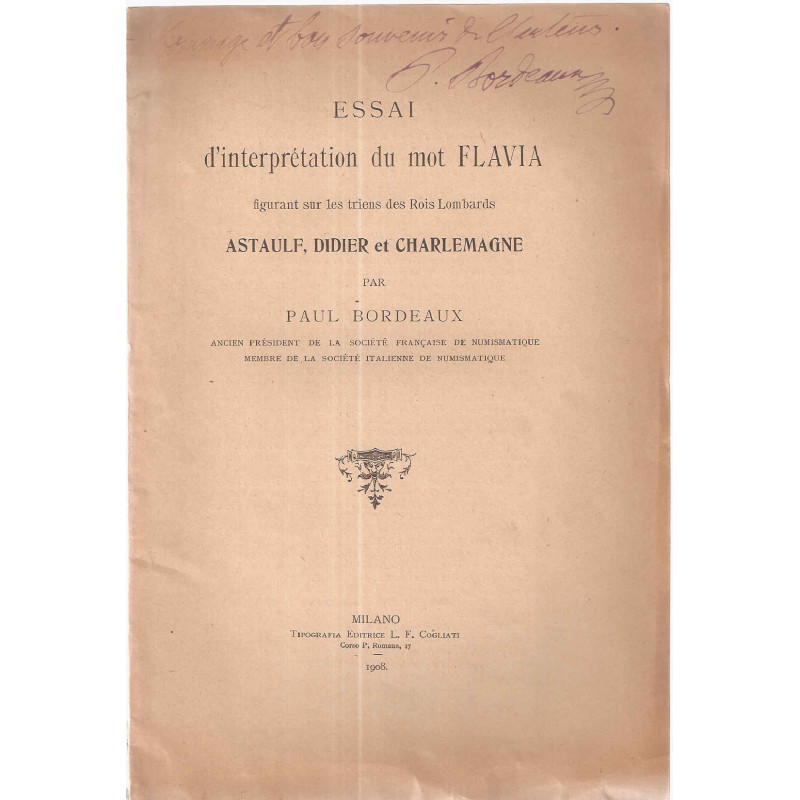 Hommage et bon souvenir de l'Auteur.
P. Bordeaux
ESSAI
d'interprétation du mot FLAVIA
figurant sur les triens des Rois Lombards
ASTAULF, DIDIER et CHARLEMAGNE
PAR
PAUL BORDEAUX
ANCIEN PRÉSIDENT DE LA SOCIÉTÉ FRANÇAISE DE NUMISMATIQUE
MEMBRE DE LA SOCIÉTÉ ITALIENNE DE NUMISMATIQUE
MILANO
TIPOGRAFIA EDITRICE L. F. COGLIATI
Corso P. Romana, 17
1908.